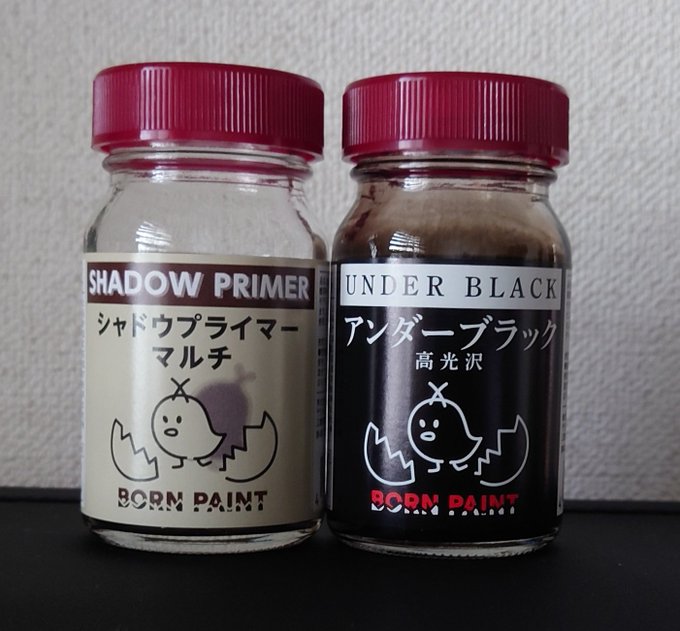 SHADOW PRIMER
シャドウプライマー
マルチ
BORN PAINT
UNDER BLACK
アンダーブラック
高光沢
BORN PAINT